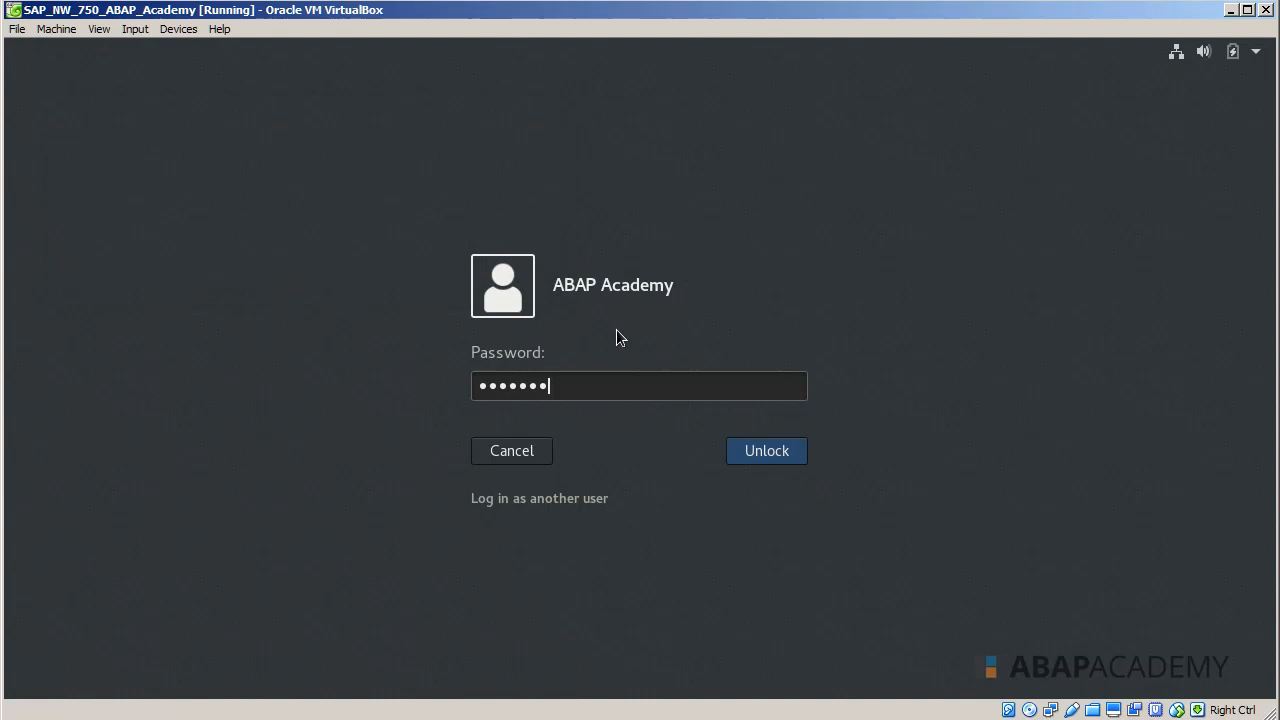 SAP_NW_750_ABAP_Academy [Running] - Oracle VM VirtualBox
File Machine View Input Devices Help
ABAP Academy
Password:
•••••••
Cancel Unlock
Log in as another user
ABAPACADEMY
Right Ctrl